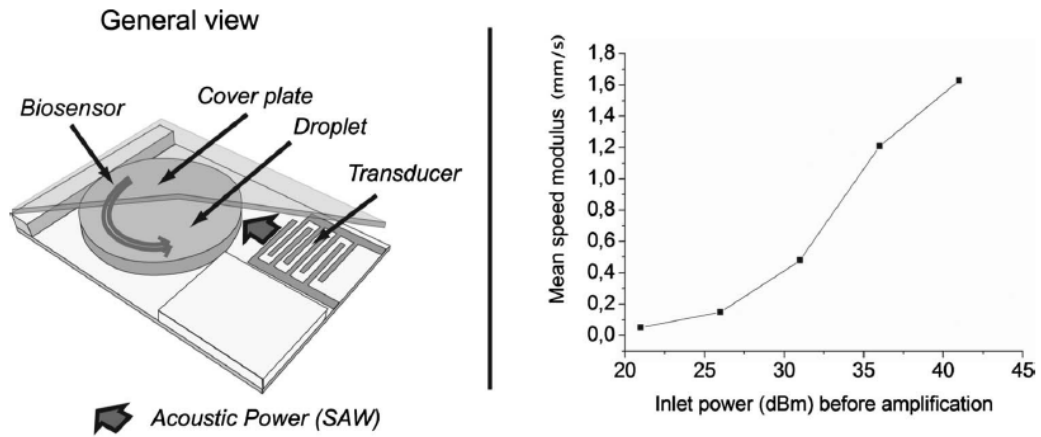 General view
Biosensor
Cover plate
Droplet
Transducer
Acoustic Power (SAW)
Mean speed modulus (mm/s)
1,8
1,6
1,4
1,2
1,0
0,8
0,6
0,4
0,2
0,0
20 25 30 35 40 45
Inlet power (dBm) before amplification